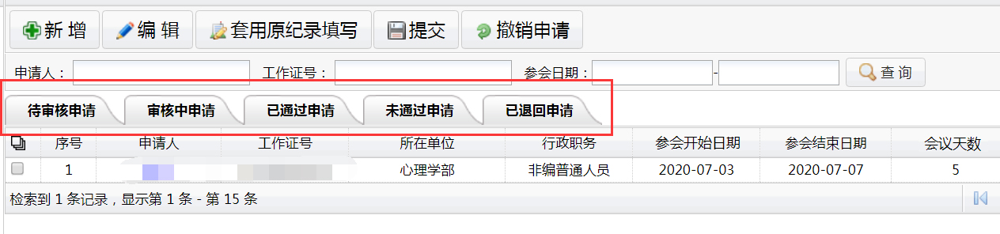 新 增 编 辑 套用原纪录填写 提交 撤销申请
申请人： 工作证号： 参会日期： - 查 询
待审核申请 审核中申请 已通过申请 未通过申请 已退回申请
序号 申请人 工作证号 所在单位 行政职务 参会开始日期 参会结束日期 会议天数
1 心理学部 非编普通人员 2020-07-03 2020-07-07 5
检索到 1 条记录，显示第 1 条 - 第 15 条